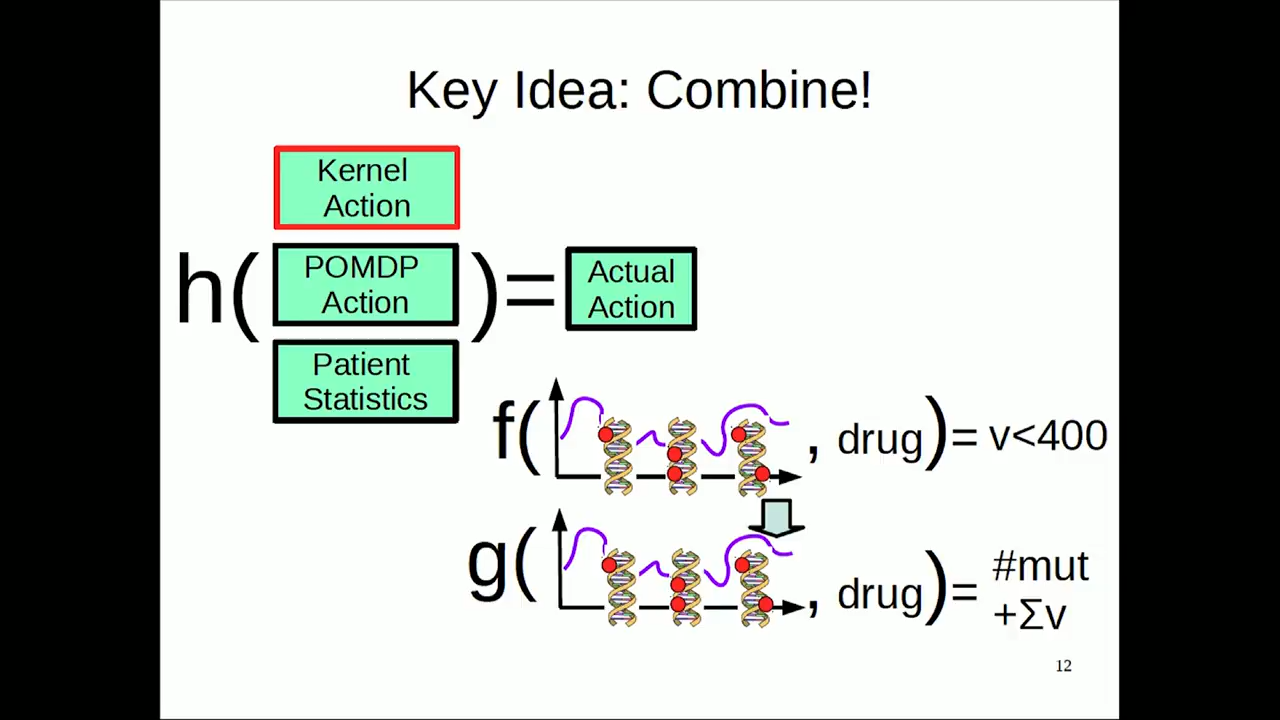 Key Idea: Combine!
Kernel
Action
h( POMDP
Action )= Actual
Action
Patient
Statistics
f( , drug)= v<400
g( , drug)= #mut
+Σv
12